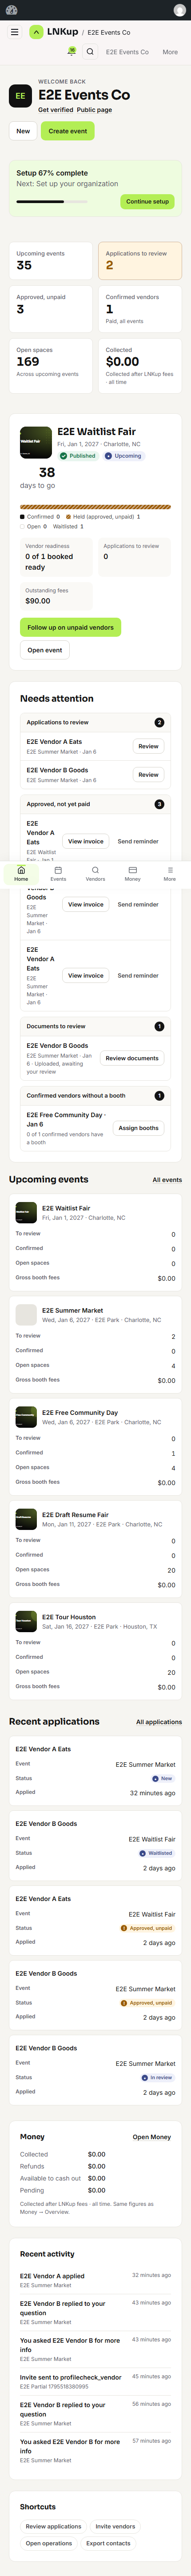 LNKup / E2E Events Co
E2E Events Co More
WELCOME BACK
EE
E2E Events Co
Get verified Public page
New
Create event
Setup 67% complete
Next: Set up your organization
Continue setup
Upcoming events
35
Applications to review
2
Approved, unpaid
3
Confirmed vendors
1
Paid, all events
Open spaces
169
Across upcoming events
Collected
$0.00
Collected after LNKup fees
· all time
E2E Waitlist Fair
Fri, Jan 1, 2027 · Charlotte, NC
Published
Upcoming
38
days to go
Confirmed 0
Held (approved, unpaid) 1
Open 0
Waitlisted 1
Vendor readiness
0 of 1 booked
ready
Applications to review
0
Outstanding fees
$90.00
Follow up on unpaid vendors
Open event
Needs attention
Applications to review
2
E2E Vendor A Eats
E2E Summer Market · Jan 6
Review
E2E Vendor B Goods
E2E Summer Market · Jan 6
Review
Approved, not yet paid
3
E2E
Vendor A
Eats
E2E Waitlist
View invoice
Send reminder
Home
Events
Vendors
Money
More
Goods
E2E
Summer
Market ·
Jan 6
View invoice
Send reminder
E2E
Vendor A
Eats
E2E
Summer
Market ·
Jan 6
View invoice
Send reminder
Documents to review
1
E2E Vendor B Goods
E2E Summer Market · Jan
6 · Uploaded, awaiting
your review
Review documents
Confirmed vendors without a booth
1
E2E Free Community Day ·
Jan 6
0 of 1 confirmed vendors have
a booth
Assign booths
Upcoming events
All events
E2E Waitlist Fair
Fri, Jan 1, 2027 · Charlotte, NC
To review 0
Confirmed 0
Open spaces 0
Gross booth fees $0.00
E2E Summer Market
Wed, Jan 6, 2027 · E2E Park · Charlotte, NC
To review 2
Confirmed 0
Open spaces 4
Gross booth fees $0.00
E2E Free Community Day
Wed, Jan 6, 2027 · E2E Park · Charlotte, NC
To review 0
Confirmed 1
Open spaces 4
Gross booth fees $0.00
E2E Draft Resume Fair
Mon, Jan 11, 2027 · E2E Park · Charlotte, NC
To review 0
Confirmed 0
Open spaces 20
Gross booth fees $0.00
E2E Tour Houston
Sat, Jan 16, 2027 · E2E Park · Houston, TX
To review 0
Confirmed 0
Open spaces 20
Gross booth fees $0.00
Recent applications
All applications
E2E Vendor A Eats
Event E2E Summer Market
Status New
Applied 32 minutes ago
E2E Vendor B Goods
Event E2E Waitlist Fair
Status Waitlisted
Applied 2 days ago
E2E Vendor A Eats
Event E2E Waitlist Fair
Status Approved, unpaid
Applied 2 days ago
E2E Vendor B Goods
Event E2E Summer Market
Status Approved, unpaid
Applied 2 days ago
E2E Vendor B Goods
Event E2E Summer Market
Status In review
Applied 2 days ago
Money
Open Money
Collected $0.00
Refunds $0.00
Available to cash out $0.00
Pending $0.00
Collected after LNKup fees · all time. Same figures as
Money — Overview.
Recent activity
E2E Vendor A applied 32 minutes ago
E2E Summer Market
E2E Vendor B replied to your 43 minutes ago
question
E2E Summer Market
You asked E2E Vendor B for more 43 minutes ago
info
E2E Summer Market
Invite sent to profilecheck_vendor 45 minutes ago
E2E Partial 1795518380995
E2E Vendor B replied to your 56 minutes ago
question
E2E Summer Market
You asked E2E Vendor B for more 57 minutes ago
info
E2E Summer Market
Shortcuts
Review applications
Invite vendors
Open operations
Export contacts